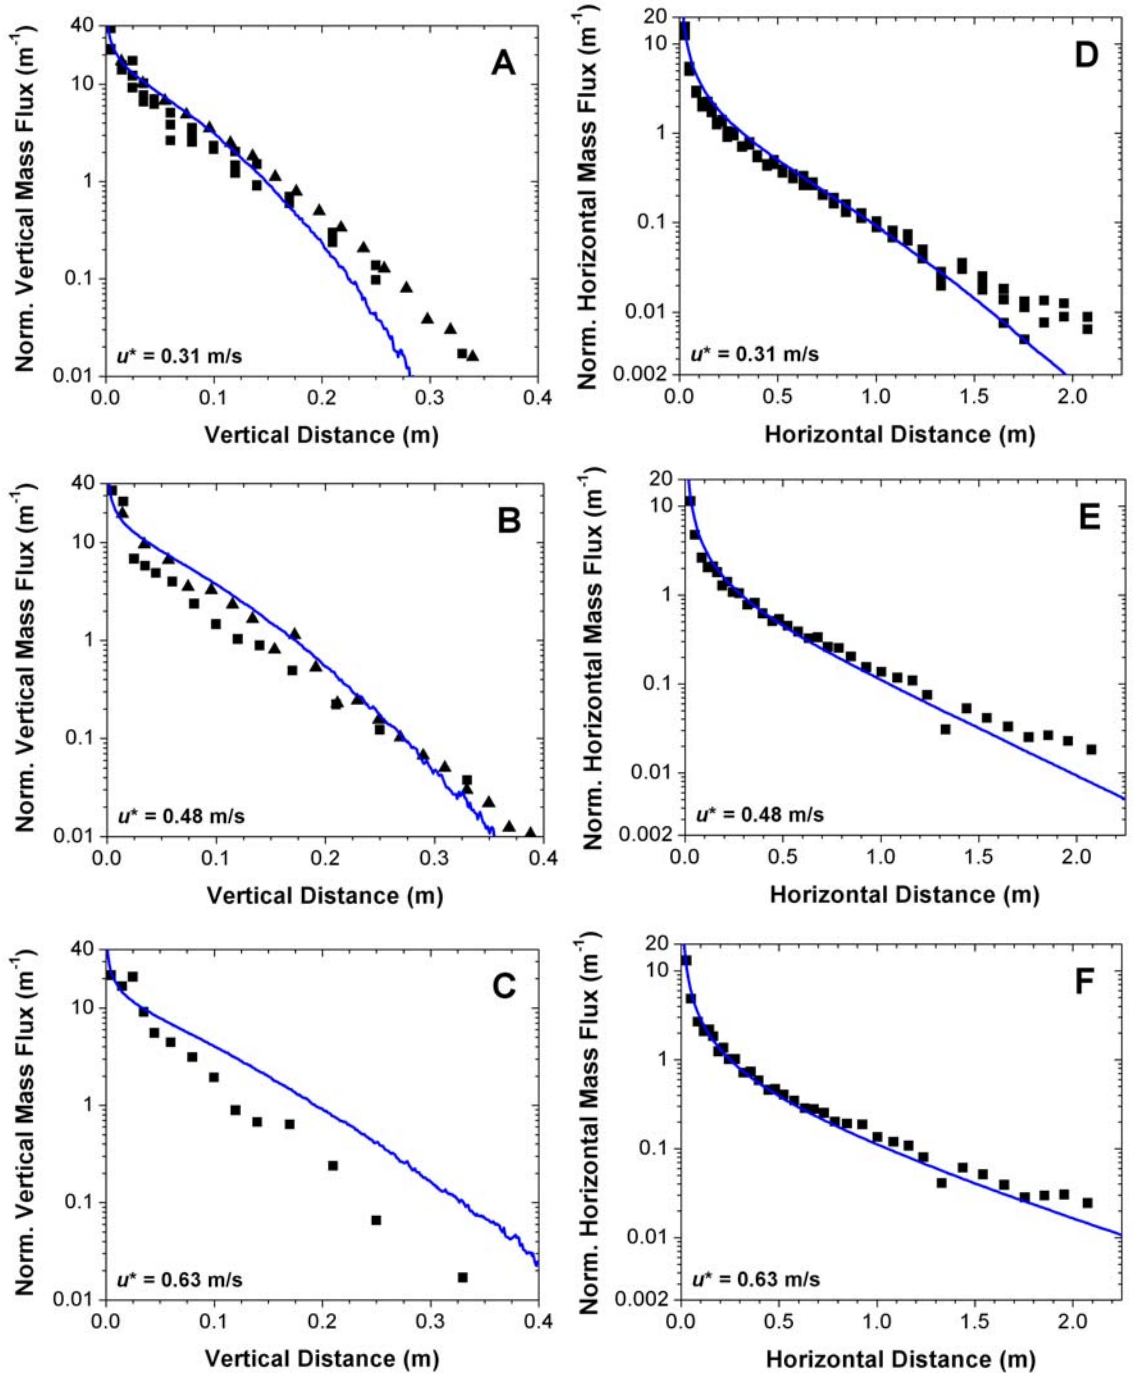 Norm. Vertical Mass Flux (m⁻¹)
40
10
1
0.1
0.01
A
u* = 0.31 m/s
0.0 0.1 0.2 0.3 0.4
Vertical Distance (m)
Norm. Horizontal Mass Flux (m⁻¹)
20
10
1
0.1
0.01
0.002
D
u* = 0.31 m/s
0.0 0.5 1.0 1.5 2.0
Horizontal Distance (m)
Norm. Vertical Mass Flux (m⁻¹)
40
10
1
0.1
0.01
B
u* = 0.48 m/s
0.0 0.1 0.2 0.3 0.4
Vertical Distance (m)
Norm. Horizontal Mass Flux (m⁻¹)
20
10
1
0.1
0.01
0.002
E
u* = 0.48 m/s
0.0 0.5 1.0 1.5 2.0
Horizontal Distance (m)
Norm. Vertical Mass Flux (m⁻¹)
40
10
1
0.1
0.01
C
u* = 0.63 m/s
0.0 0.1 0.2 0.3 0.4
Vertical Distance (m)
Norm. Horizontal Mass Flux (m⁻¹)
20
10
1
0.1
0.01
0.002
F
u* = 0.63 m/s
0.0 0.5 1.0 1.5 2.0
Horizontal Distance (m)